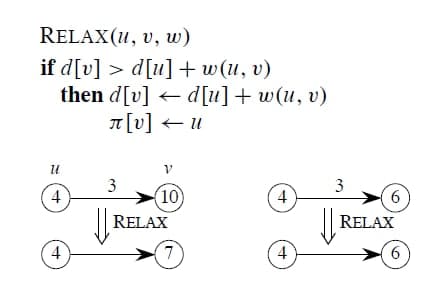 RELAX(u, v, w)
if d[v] > d[u] + w(u, v)
then d[v] ← d[u] + w(u, v)
π[v] ← u
u v
3 3
4 10 4 6
RELAX RELAX
4 7 4 6